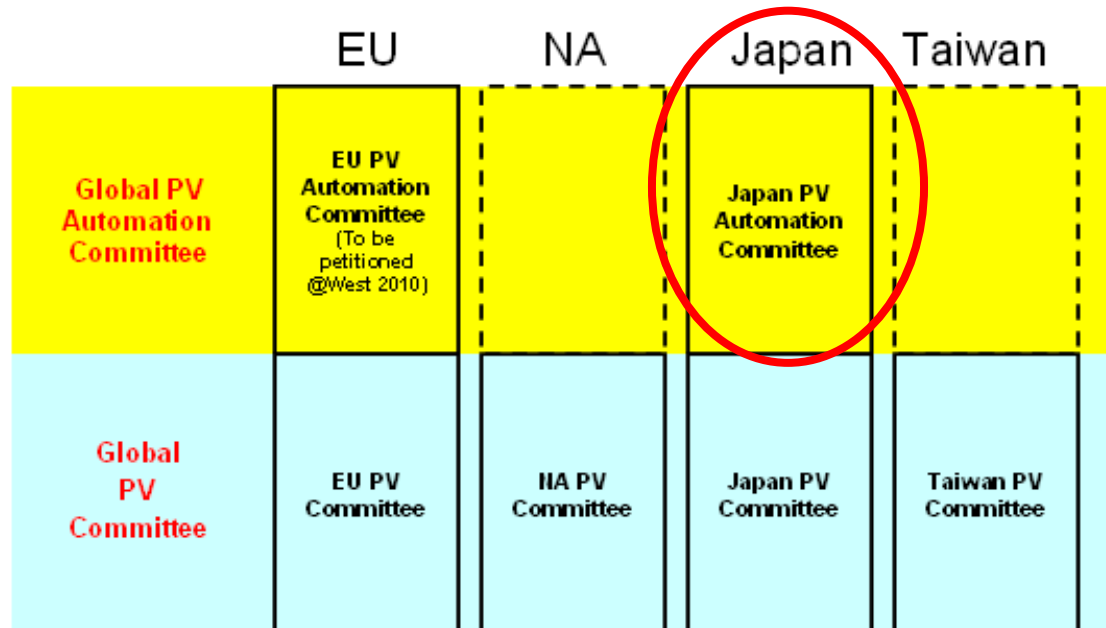 EU NA Japan Taiwan
Global PV
Automation
Committee
EU PV
Automation
Committee
(To be
petitioned
@West 2010)
Japan PV
Automation
Committee
Global
PV
Committee
EU PV
Committee
NA PV
Committee
Japan PV
Committee
Taiwan PV
Committee